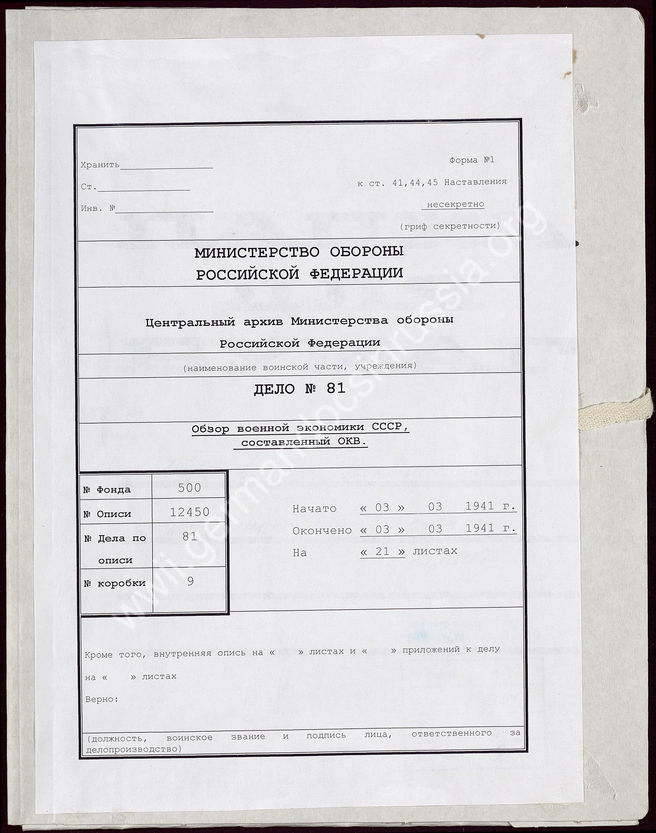 Хранить
Форма №1
Ст.
к ст. 41,44,45 Наставления
Инв. №
несекретно
(гриф секретности)
МИНИСТЕРСТВО ОБОРОНЫ
РОССИЙСКОЙ ФЕДЕРАЦИИ
Центральный архив Министерства обороны
Российской Федерации
(наименование воинской части, учреждения)
ДЕЛО № 81
Обзор военной экономики СССР,
составленный ОКВ.
№ Фонда 500
№ Описи 12450
№ Дела по описи 81
№ коробки 9
Начато « 03 » 03 1941 г.
Окончено « 03 » 03 1941 г.
На « 21 » листах
Кроме того, внутренняя опись на « » листах и « » приложений к делу
на « » листах
Верно:
(должность, воинское звание и подпись лица, ответственного за
делопроизводство)
www.germandocsinrussia.org